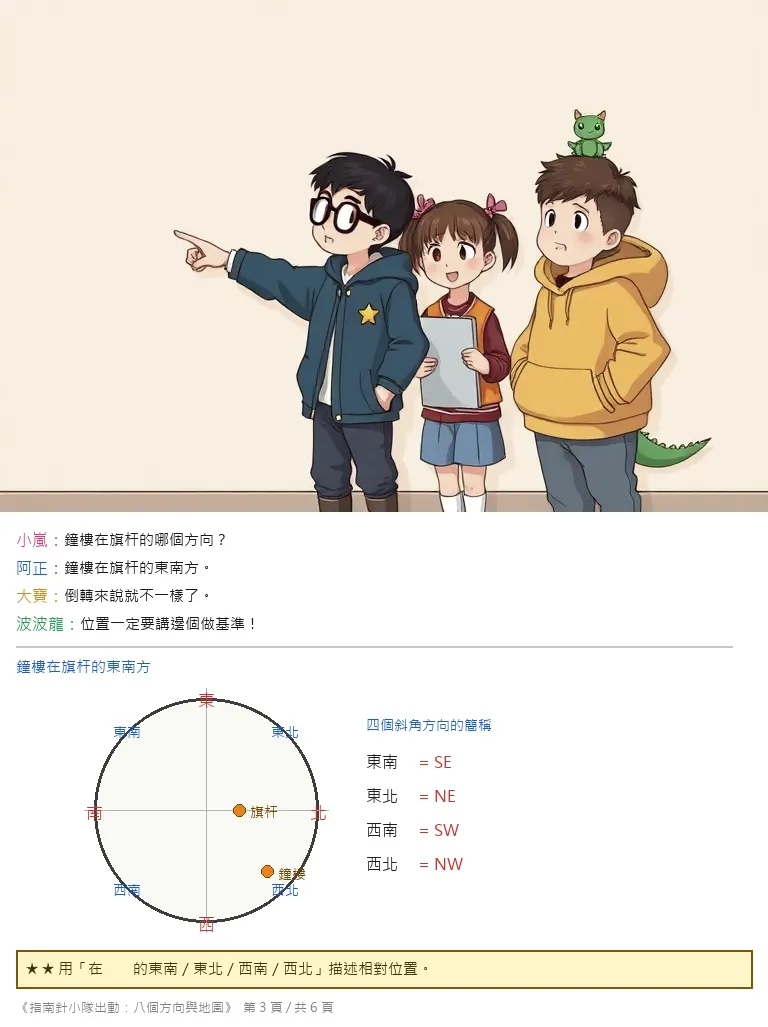 小嵐：鐘樓在旗杆的哪個方向？
阿正：鐘樓在旗杆的東南方。
大寶：倒轉來說就不一樣了。
波波龍：位置一定要講邊個做基準！
鐘樓在旗杆的東南方
東
東南 東北
南 旗杆 北
鐘樓
西南 西北
西
四個斜角方向的簡稱
東南 = SE
東北 = NE
西南 = SW
西北 = NW
★★用「在　　的東南 / 東北 / 西南 / 西北」描述相對位置。
《指南針小隊出動：八個方向與地圖》 第 3 頁 / 共 6 頁